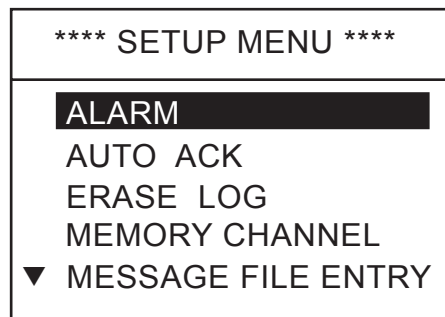 **** SETUP MENU ****
ALARM
AUTO ACK
ERASE LOG
MEMORY CHANNEL
▼ MESSAGE FILE ENTRY